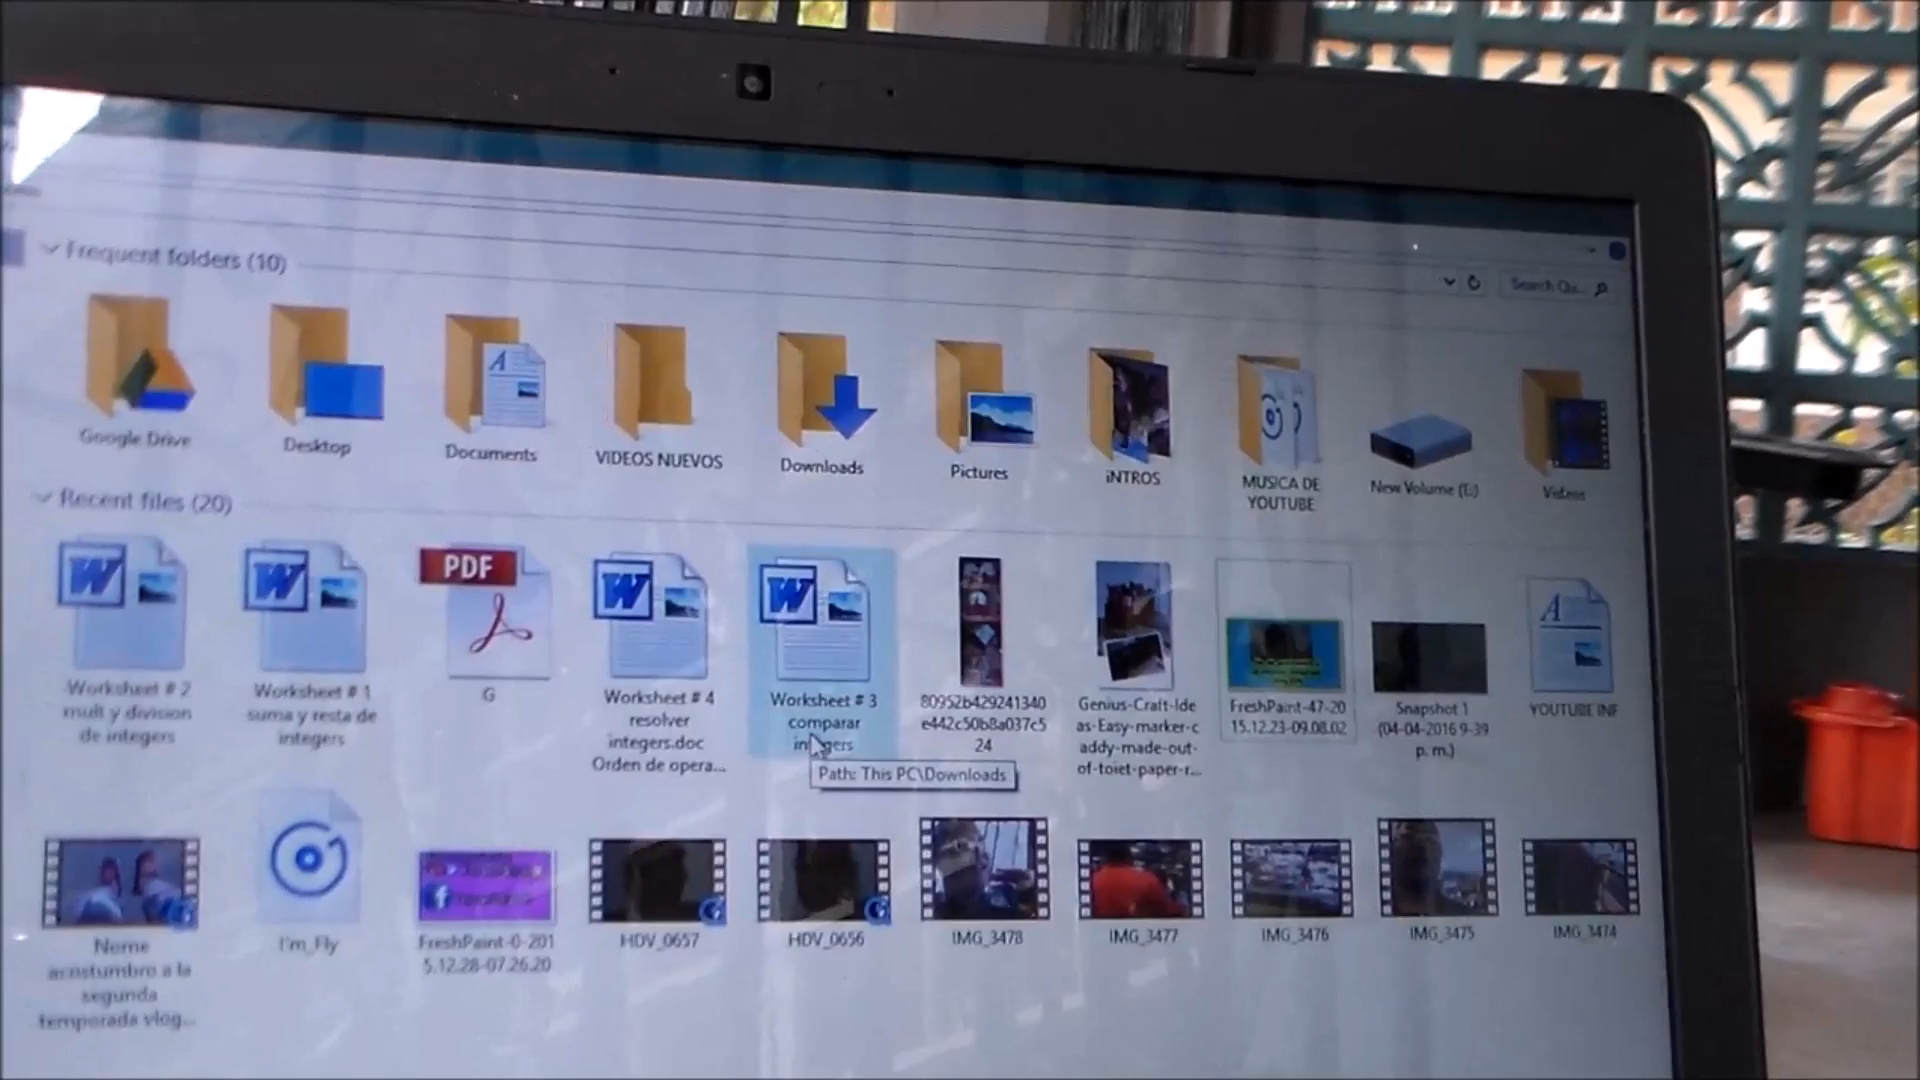 Frequent folders (10)
Search Qu...
Google Drive
Desktop
Documents
VIDEOS NUEVOS
Downloads
Pictures
iNTROS
MUSICA DE
YOUTUBE
New Volume (E:)
Videos
Recent files (20)
PDF
Worksheet # 2
mult y division
de integers
Worksheet # 1
suma y resta de
integers
G
Worksheet # 4
resolver
integers.doc
Orden de opera...
Worksheet # 3
comparar
integers
80952b429241340
e442c50b8a037c5
24
Genius-Craft-Ide
as-Easy-marker-c
addy-made-out-
of-toiet-paper-r...
FreshPaint-47-20
15.12.23-09.08.02
Snapshot 1
(04-04-2016 9-39
p. m.)
YOUTUBE INF
Path: This PC\Downloads
Nome
acostumbro a la
segunda
temporada vlog...
I'm_Fly
FreshPaint-0-201
5.12.28-07.26.20
HDV_0657
HDV_0656
IMG_3478
IMG_3477
IMG_3476
IMG_3475
IMG_3474